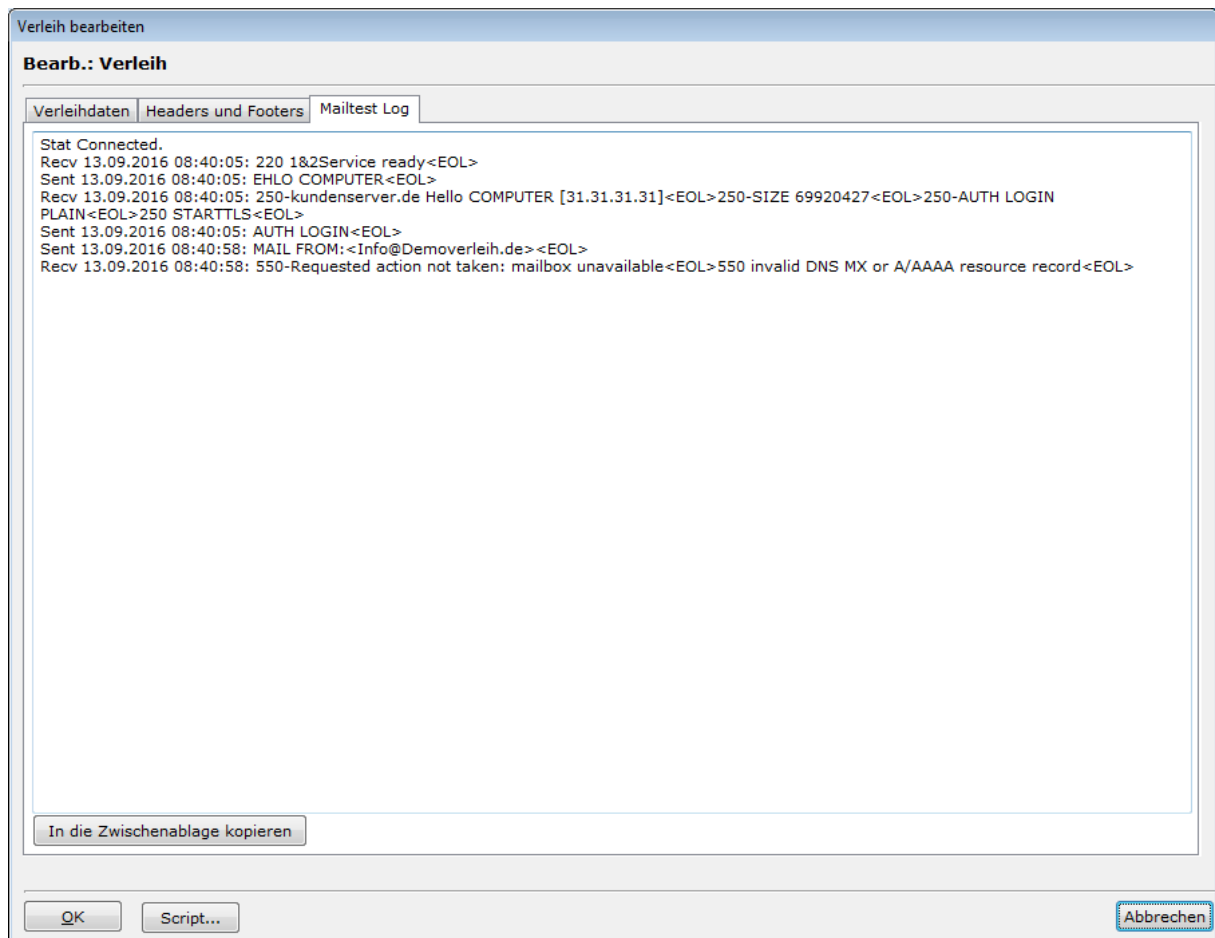 Verleih bearbeiten
Bearb.: Verleih
Verleihdaten Headers und Footers Mailtest Log
Stat Connected.
Recv 13.09.2016 08:40:05: 220 1&2Service ready<EOL>
Sent 13.09.2016 08:40:05: EHLO COMPUTER<EOL>
Recv 13.09.2016 08:40:05: 250-kundenserver.de Hello COMPUTER [31.31.31.31]<EOL>250-SIZE 69920427<EOL>250-AUTH LOGIN
PLAIN<EOL>250 STARTTLS<EOL>
Sent 13.09.2016 08:40:05: AUTH LOGIN<EOL>
Sent 13.09.2016 08:40:58: MAIL FROM:<Info@Demoverleih.de><EOL>
Recv 13.09.2016 08:40:58: 550-Requested action not taken: mailbox unavailable<EOL>550 invalid DNS MX or A/AAAA resource record<EOL>
In die Zwischenablage kopieren
OK Script... Abbrechen